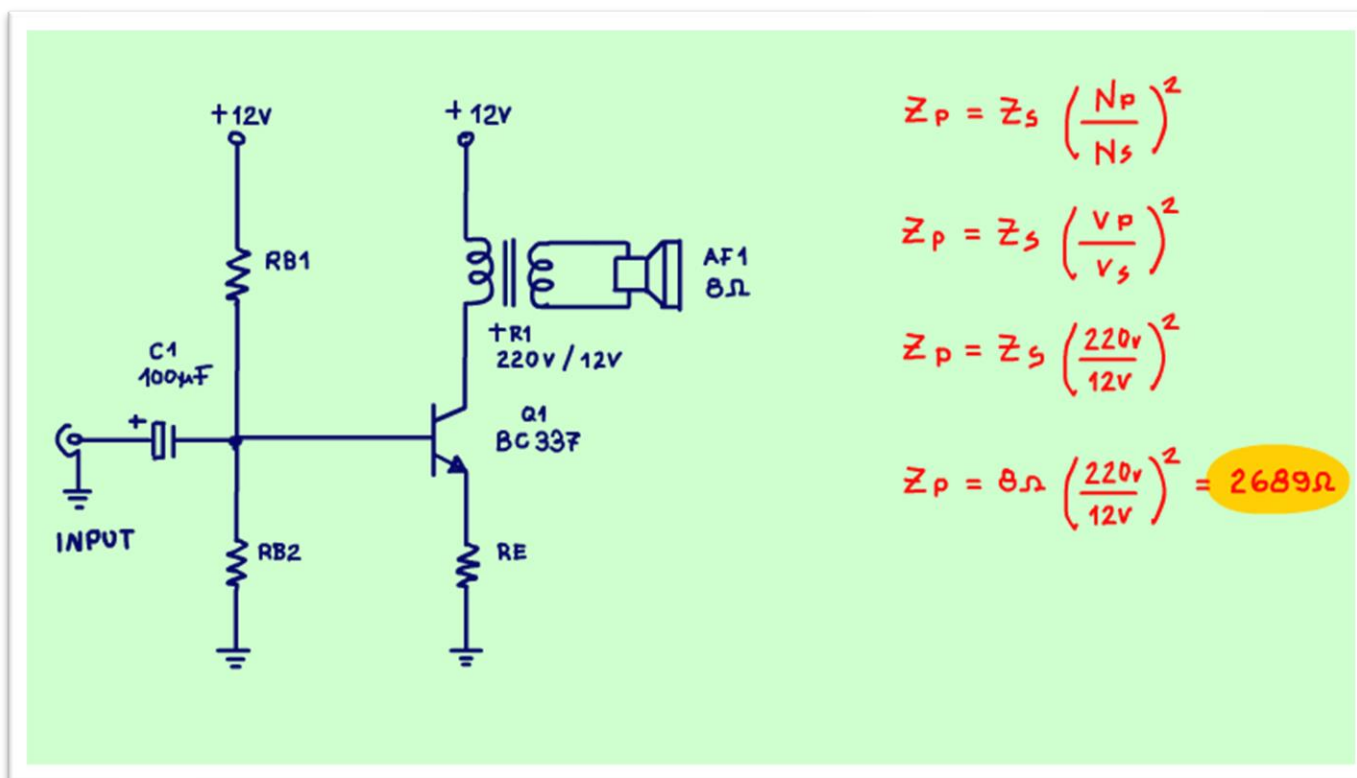 +12v
+12v
RB1
AF1
8Ω
+R1
220v/12V
C1
100μF
+
Q1
BC337
INPUT
RB2
RE
Zp = Zs (Np/Ns)²
Zp = Zs (Vp/Vs)²
Zp = Zs (220v/12v)²
Zp = 8Ω (220v/12v)² = 2689Ω